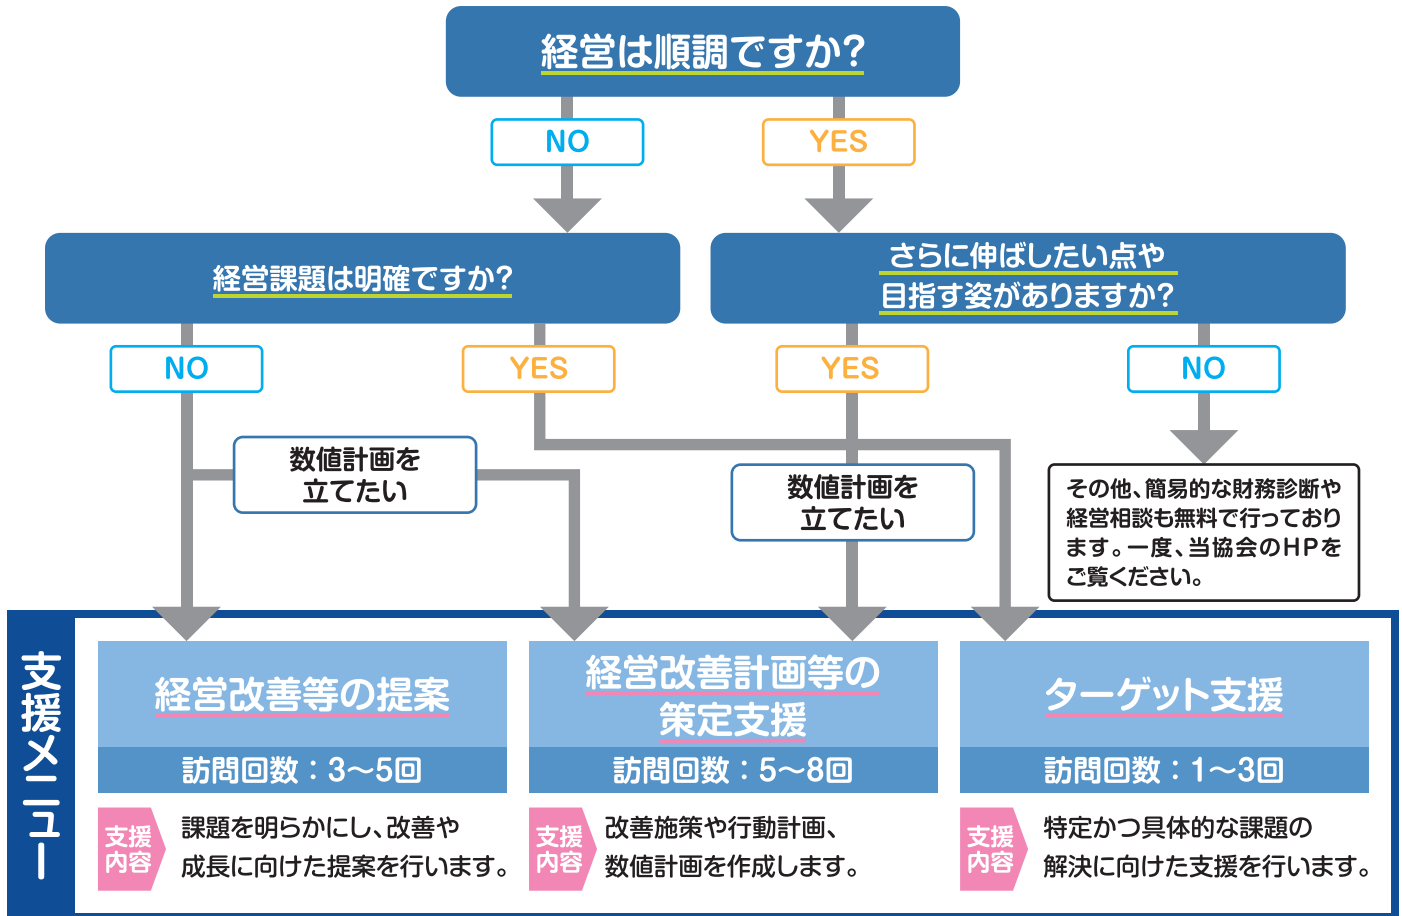 経営は順調ですか?
NO
YES
経営課題は明確ですか?
さらに伸ばしたい点や
目指す姿がありますか?
NO
YES
YES
NO
数値計画を
立てたい
数値計画を
立てたい
その他、簡易的な財務診断や
経営相談も無料で行っており
ます。一度、当協会のHPを
ご覧ください。
支援メニュー
経営改善等の提案
訪問回数：3～5回
支援
内容
課題を明らかにし、改善や
成長に向けた提案を行います。
経営改善計画等の
策定支援
訪問回数：5～8回
支援
内容
改善施策や行動計画、
数値計画を作成します。
ターゲット支援
訪問回数：1～3回
支援
内容
特定かつ具体的な課題の
解決に向けた支援を行います。